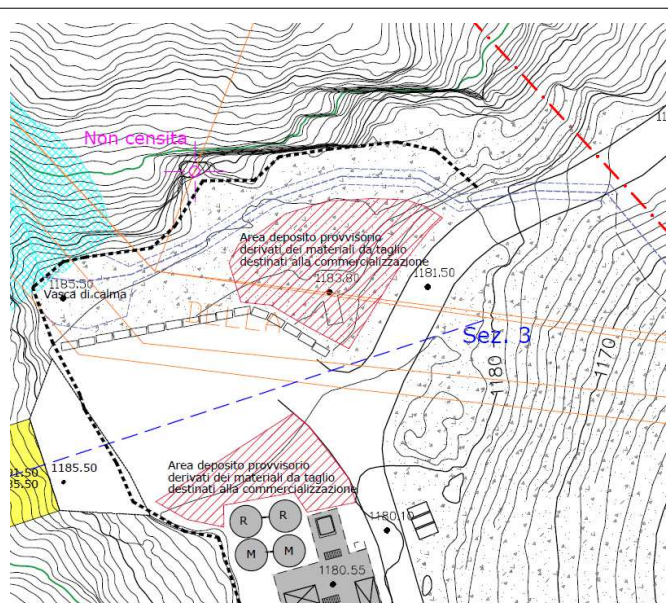 Non censita
Area deposito provvisorio
derivati dei materiali da taglio
destinati alla commercializzazione
1185.50
Vasca di calma
1183.80
1181.50
Sez. 3
1180
1170
1185.50
Area deposito provvisorio
derivati dei materiali da taglio
destinati alla commercializzazione
R
R
M
M
1180.10
1180.55